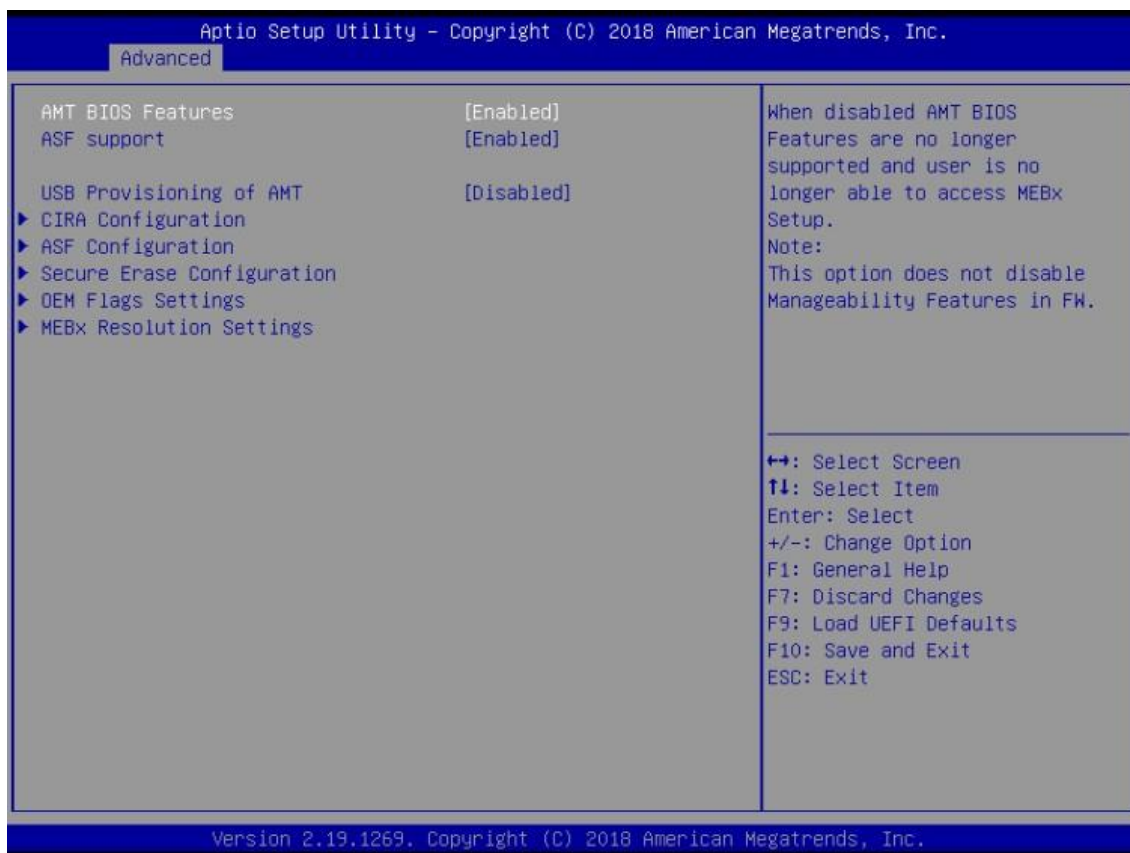 Aptio Setup Utility – Copyright (C) 2018 American Megatrends, Inc.
Advanced
AMT BIOS Features [Enabled]
ASF support [Enabled]
USB Provisioning of AMT [Disabled]
► CIRA Configuration
► ASF Configuration
► Secure Erase Configuration
► OEM Flags Settings
► MEBx Resolution Settings
When disabled AMT BIOS
Features are no longer
supported and user is no
longer able to access MEBx
Setup.
Note:
This option does not disable
Manageability Features in FW.
↔: Select Screen
↑↓: Select Item
Enter: Select
+/-: Change Option
F1: General Help
F7: Discard Changes
F9: Load UEFI Defaults
F10: Save and Exit
ESC: Exit
Version 2.19.1269. Copyright (C) 2018 American Megatrends, Inc.